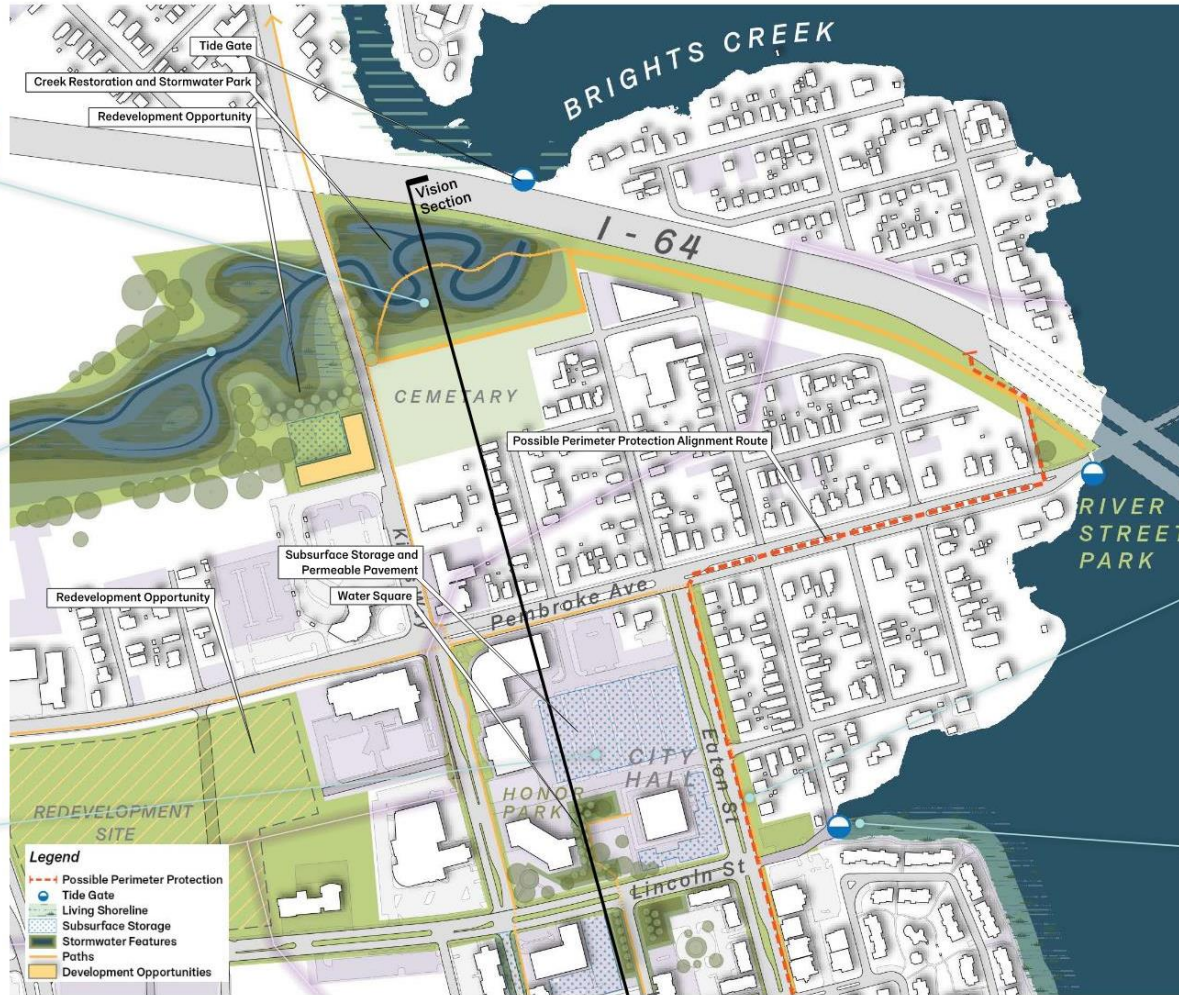 BRIGHTS CREEK
Tide Gate
Creek Restoration and Stormwater Park
Redevelopment Opportunity
Vision
Section
I - 64
CEMETARY
Possible Perimeter Protection Alignment Route
RIVER
STREET
PARK
Subsurface Storage and
Permeable Pavement
Water Square
Redevelopment Opportunity
Pembroke Ave
Eaton St
CITY
HALL
HONOR
PARK
REDEVELOPMENT
SITE
Lincoln St
Legend
Possible Perimeter Protection
Tide Gate
Living Shoreline
Subsurface Storage
Stormwater Features
Paths
Development Opportunities